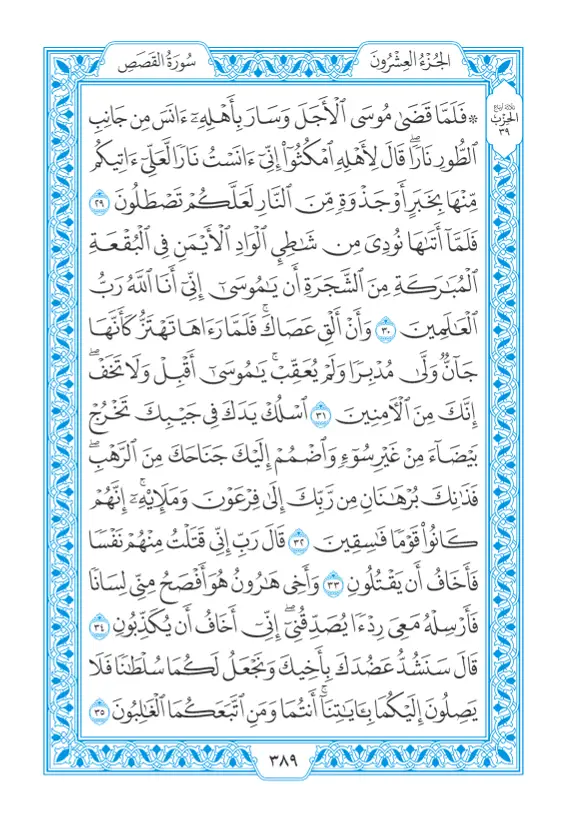 الجُزْءُ العِشْرُونَ
سُورَةُ القَصَصِ
ثلاثة أرباع
الحِزْب
٣٩
* فَلَمَّا قَضَىٰ مُوسَى ٱلْأَجَلَ وَسَارَ بِأَهْلِهِۦٓ ءَانَسَ مِن جَانِبِ
ٱلطُّورِ نَارًاۖ قَالَ لِأَهْلِهِ ٱمْكُثُوٓا۟ إِنِّىٓ ءَانَسْتُ نَارًا لَّعَلِّىٓ ءَاتِيكُم
مِّنْهَا بِخَبَرٍ أَوْ جَذْوَةٍ مِّنَ ٱلنَّارِ لَعَلَّكُمْ تَصْطَلُونَ ٢٩
فَلَمَّآ أَتَىٰهَا نُودِىَ مِن شَٰطِئِ ٱلْوَادِ ٱلْأَيْمَنِ فِى ٱلْبُقْعَةِ
ٱلْمُبَٰرَكَةِ مِنَ ٱلشَّجَرَةِ أَن يَٰمُوسَىٰٓ إِنِّىٓ أَنَا ٱللَّهُ رَبُّ
ٱلْعَٰلَمِينَ ٣٠ وَأَنْ أَلْقِ عَصَاكَۚ فَلَمَّا رَءَاهَا تَهْتَزُّ كَأَنَّهَا
جَآنٌّ وَلَّىٰ مُدْبِرًا وَلَمْ يُعَقِّبْۚ يَٰمُوسَىٰٓ أَقْبِلْ وَلَا تَخَفْۖ
إِنَّكَ مِنَ ٱلْءَامِنِينَ ٣١ ٱسْلُكْ يَدَكَ فِى جَيْبِكَ تَخْرُجْ
بَيْضَآءَ مِنْ غَيْرِ سُوٓءٍ وَٱضْمُمْ إِلَيْكَ جَنَاحَكَ مِنَ ٱلرَّهْبِۖ
فَذَٰنِكَ بُرْهَٰنَانِ مِن رَّبِّكَ إِلَىٰ فِرْعَوْنَ وَمَلَإِي۟هِۦٓۚ إِنَّهُمْ
كَانُوا۟ قَوْمًا فَٰسِقِينَ ٣٢ قَالَ رَبِّ إِنِّى قَتَلْتُ مِنْهُمْ نَفْسًا
فَأَخَافُ أَن يَقْتُلُونِ ٣٣ وَأَخِى هَٰرُونُ هُوَ أَفْصَحُ مِنِّى لِسَانًا
فَأَرْسِلْهُ مَعِىَ رِدْءًا يُصَدِّقُنِىٓۖ إِنِّىٓ أَخَافُ أَن يُكَذِّبُونِ ٣٤
قَالَ سَنَشُدُّ عَضُدَكَ بِأَخِيكَ وَنَجْعَلُ لَكُمَا سُلْطَٰنًا فَلَا
يَصِلُونَ إِلَيْكُمَا بِـَٔايَٰتِنَآۚ أَنتُمَا وَمَنِ ٱتَّبَعَكُمَا ٱلْغَٰلِبُونَ ٣٥
٣٨٩